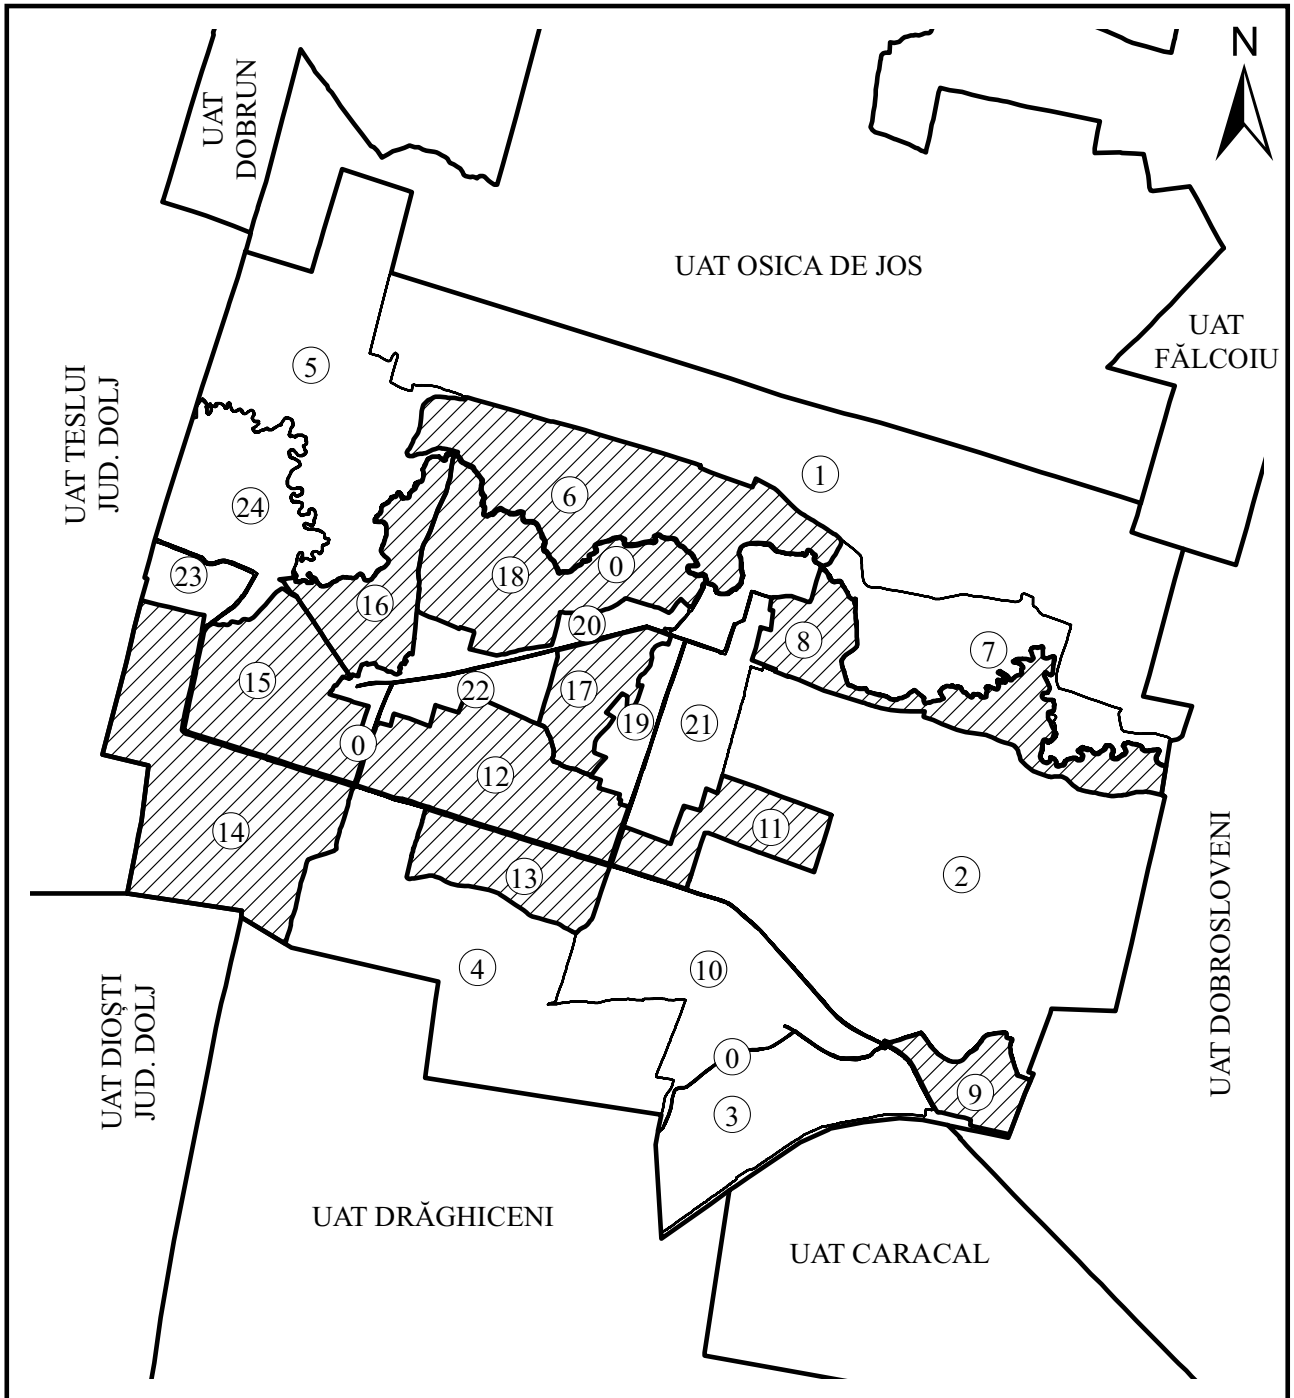 N
UAT
DOBRUN
UAT OSICA DE JOS
UAT
FĂLCOIU
UAT TESLUI
JUD. DOLJ
5
1
24
6
23
18
0
16
20
8
7
15
22
17
19
21
0
12
14
11
13
2
4
10
0
9
3
UAT DOBROSLOVENI
UAT DIOŞTI
JUD. DOLJ
UAT DRĂGHICENI
UAT CARACAL